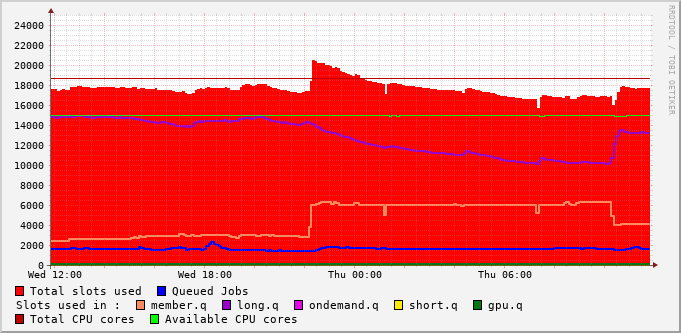 RRDTOOL / TOBI OETIKER
24000
22000
20000
18000
16000
14000
12000
10000
8000
6000
4000
2000
0
Wed 12:00 Wed 18:00 Thu 00:00 Thu 06:00
Total slots used Queued Jobs
Slots used in : member.q long.q ondemand.q short.q gpu.q
Total CPU cores Available CPU cores